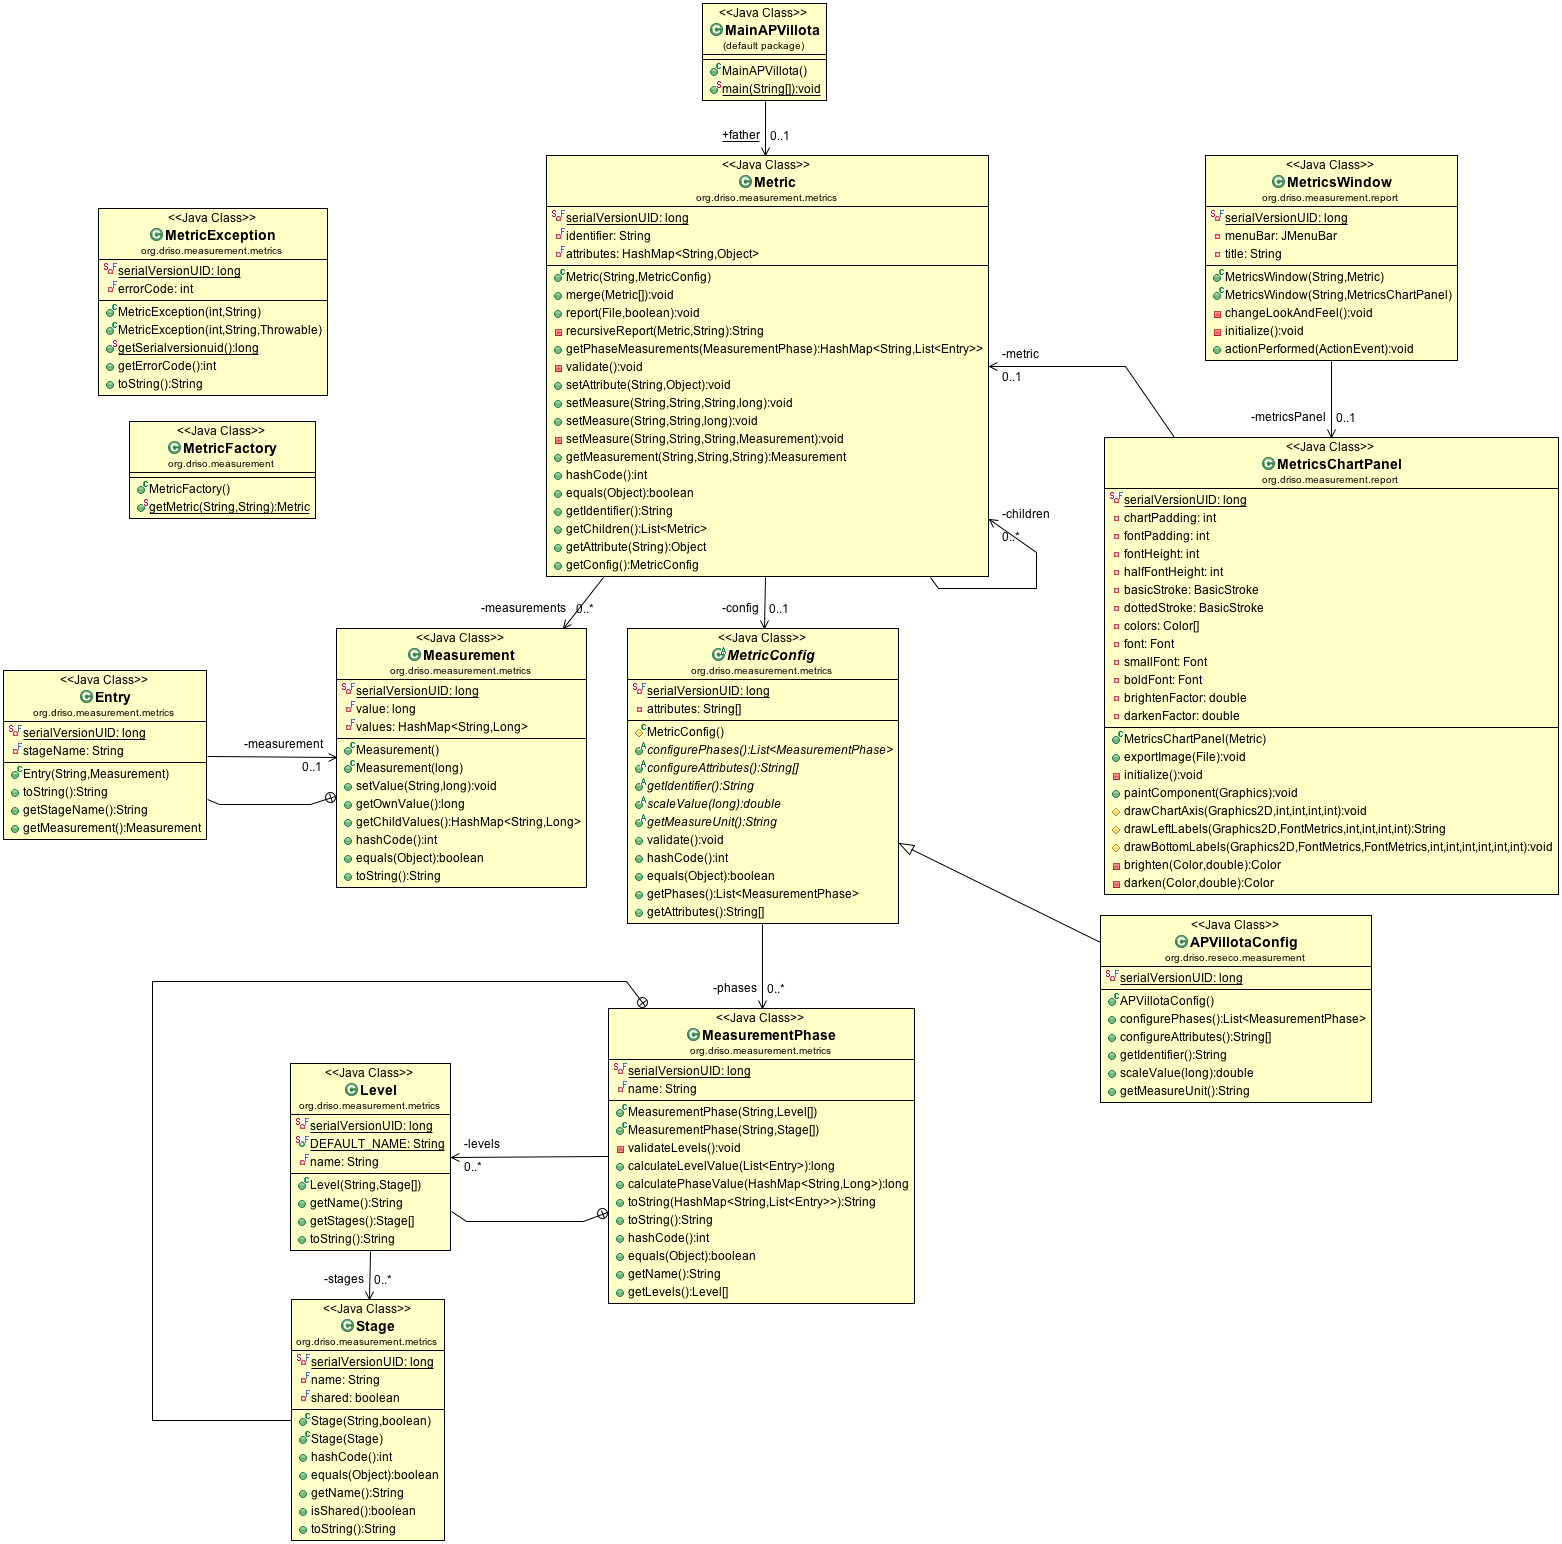 <<Java Class>>
MainAPVillota
(default package)
MainAPVillota()
main(String[]):void
+father
0..1
<<Java Class>>
Metric
org.driso.measurement.metrics
serialVersionUID: long
identifier: String
attributes: HashMap<String,Object>
Metric(String,MetricConfig)
merge(Metric[]):void
report(File,boolean):void
recursiveReport(Metric,String):String
getPhaseMeasurements(MeasurementPhase):HashMap<String,List<Entry>>
validate():void
setAttribute(String,Object):void
setMeasure(String,String,String,long):void
setMeasure(String,String,long):void
setMeasure(String,String,String,Measurement):void
getMeasurement(String,String,String):Measurement
hashCode():int
equals(Object):boolean
getIdentifier():String
getChildren():List<Metric>
getAttribute(String):Object
getConfig():MetricConfig
<<Java Class>>
MetricsWindow
org.driso.measurement.report
serialVersionUID: long
menuBar: JMenuBar
title: String
MetricsWindow(String,Metric)
MetricsWindow(String,MetricsChartPanel)
changeLookAndFeel():void
initialize():void
actionPerformed(ActionEvent):void
<<Java Class>>
MetricException
org.driso.measurement.metrics
serialVersionUID: long
errorCode: int
MetricException(int,String)
MetricException(int,String,Throwable)
getSerialversionuid():long
getErrorCode():int
toString():String
<<Java Class>>
MetricFactory
org.driso.measurement
MetricFactory()
getMetric(String,String):Metric
-metric
0..1
-metricsPanel
0..1
-children
0..*
<<Java Class>>
MetricsChartPanel
org.driso.measurement.report
serialVersionUID: long
chartPadding: int
fontPadding: int
fontHeight: int
halfFontHeight: int
basicStroke: BasicStroke
dottedStroke: BasicStroke
colors: Color[]
font: Font
smallFont: Font
boldFont: Font
brightenFactor: double
darkenFactor: double
MetricsChartPanel(Metric)
exportImage(File):void
initialize():void
paintComponent(Graphics):void
drawChartAxis(Graphics2D,int,int,int,int):void
drawLeftLabels(Graphics2D,FontMetrics,int,int,int,int):String
drawBottomLabels(Graphics2D,FontMetrics,FontMetrics,int,int,int,int,int,int):void
brighten(Color,double):Color
darken(Color,double):Color
-measurements
0..*
-config
0..1
<<Java Class>>
Measurement
org.driso.measurement.metrics
serialVersionUID: long
value: long
values: HashMap<String,Long>
Measurement()
Measurement(long)
setValue(String,long):void
getOwnValue():long
getChildValues():HashMap<String,Long>
hashCode():int
equals(Object):boolean
toString():String
<<Java Class>>
MetricConfig
org.driso.measurement.metrics
serialVersionUID: long
attributes: String[]
MetricConfig()
configurePhases():List<MeasurementPhase>
configureAttributes():String[]
getIdentifier():String
scaleValue(long):double
getMeasureUnit():String
validate():void
hashCode():int
equals(Object):boolean
getPhases():List<MeasurementPhase>
getAttributes():String[]
<<Java Class>>
Entry
org.driso.measurement.metrics
serialVersionUID: long
stageName: String
Entry(String,Measurement)
toString():String
getStageName():String
getMeasurement():Measurement
-measurement
0..1
<<Java Class>>
APVillotaConfig
org.driso.reseco.measurement
serialVersionUID: long
APVillotaConfig()
configurePhases():List<MeasurementPhase>
configureAttributes():String[]
getIdentifier():String
scaleValue(long):double
getMeasureUnit():String
-phases
0..*
<<Java Class>>
MeasurementPhase
org.driso.measurement.metrics
serialVersionUID: long
name: String
MeasurementPhase(String,Level[])
MeasurementPhase(String,Stage[])
validateLevels():void
calculateLevelValue(List<Entry>):long
calculatePhaseValue(HashMap<String,Long>):long
toString(HashMap<String,List<Entry>>):String
toString():String
hashCode():int
equals(Object):boolean
getName():String
getLevels():Level[]
<<Java Class>>
Level
org.driso.measurement.metrics
serialVersionUID: long
DEFAULT_NAME: String
name: String
Level(String,Stage[])
getName():String
getStages():Stage[]
toString():String
-levels
0..*
-stages
0..*
<<Java Class>>
Stage
org.driso.measurement.metrics
serialVersionUID: long
name: String
shared: boolean
Stage(String,boolean)
Stage(Stage)
hashCode():int
equals(Object):boolean
getName():String
isShared():boolean
toString():String